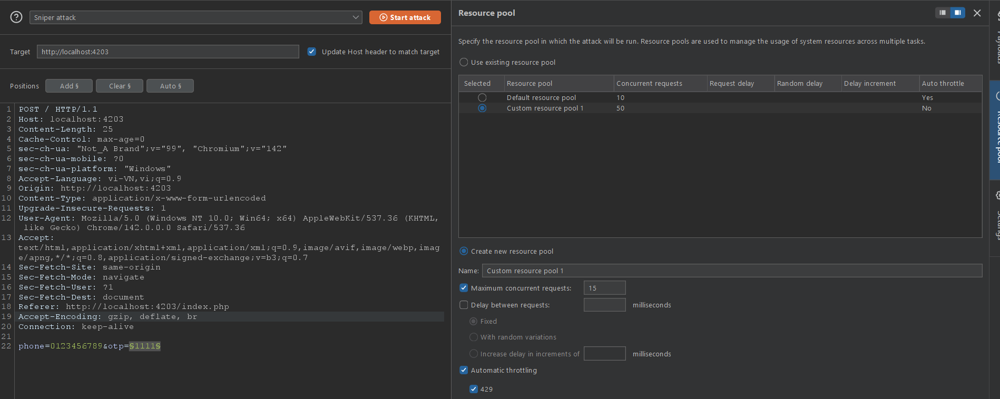 Sniper attack
Start attack
Target
http://localhost:4203
Update Host header to match target
Positions
Add §
Clear §
Auto §
1 POST / HTTP/1.1
2 Host: localhost:4203
3 Content-Length: 25
4 Cache-Control: max-age=0
5 sec-ch-ua: "Not_A Brand";v="99", "Chromium";v="142"
6 sec-ch-ua-mobile: ?0
7 sec-ch-ua-platform: "Windows"
8 Accept-Language: vi-VN,vi;q=0.9
9 Origin: http://localhost:4203
10 Content-Type: application/x-www-form-urlencoded
11 Upgrade-Insecure-Requests: 1
12 User-Agent: Mozilla/5.0 (Windows NT 10.0; Win64; x64) AppleWebKit/537.36 (KHTML,
like Gecko) Chrome/142.0.0.0 Safari/537.36
13 Accept:
text/html,application/xhtml+xml,application/xml;q=0.9,image/avif,image/webp,imag
e/apng,*/*;q=0.8,application/signed-exchange;v=b3;q=0.7
14 Sec-Fetch-Site: same-origin
15 Sec-Fetch-Mode: navigate
16 Sec-Fetch-User: ?1
17 Sec-Fetch-Dest: document
18 Referer: http://localhost:4203/index.php
19 Accept-Encoding: gzip, deflate, br
20 Connection: keep-alive
21
22 phone=0123456789&otp=§1111§
Resource pool
Specify the resource pool in which the attack will be run. Resource pools are used to manage the usage of system resources across multiple tasks.
Use existing resource pool
Selected Resource pool Concurrent requests Request delay Random delay Delay increment Auto throttle
Default resource pool 10 Yes
Custom resource pool 1 50 No
Create new resource pool
Name: Custom resource pool 1
Maximum concurrent requests: 15
Delay between requests: milliseconds
Fixed
With random variations
Increase delay in increments of milliseconds
Automatic throttling
429
Payloads
Resource pool
Settings